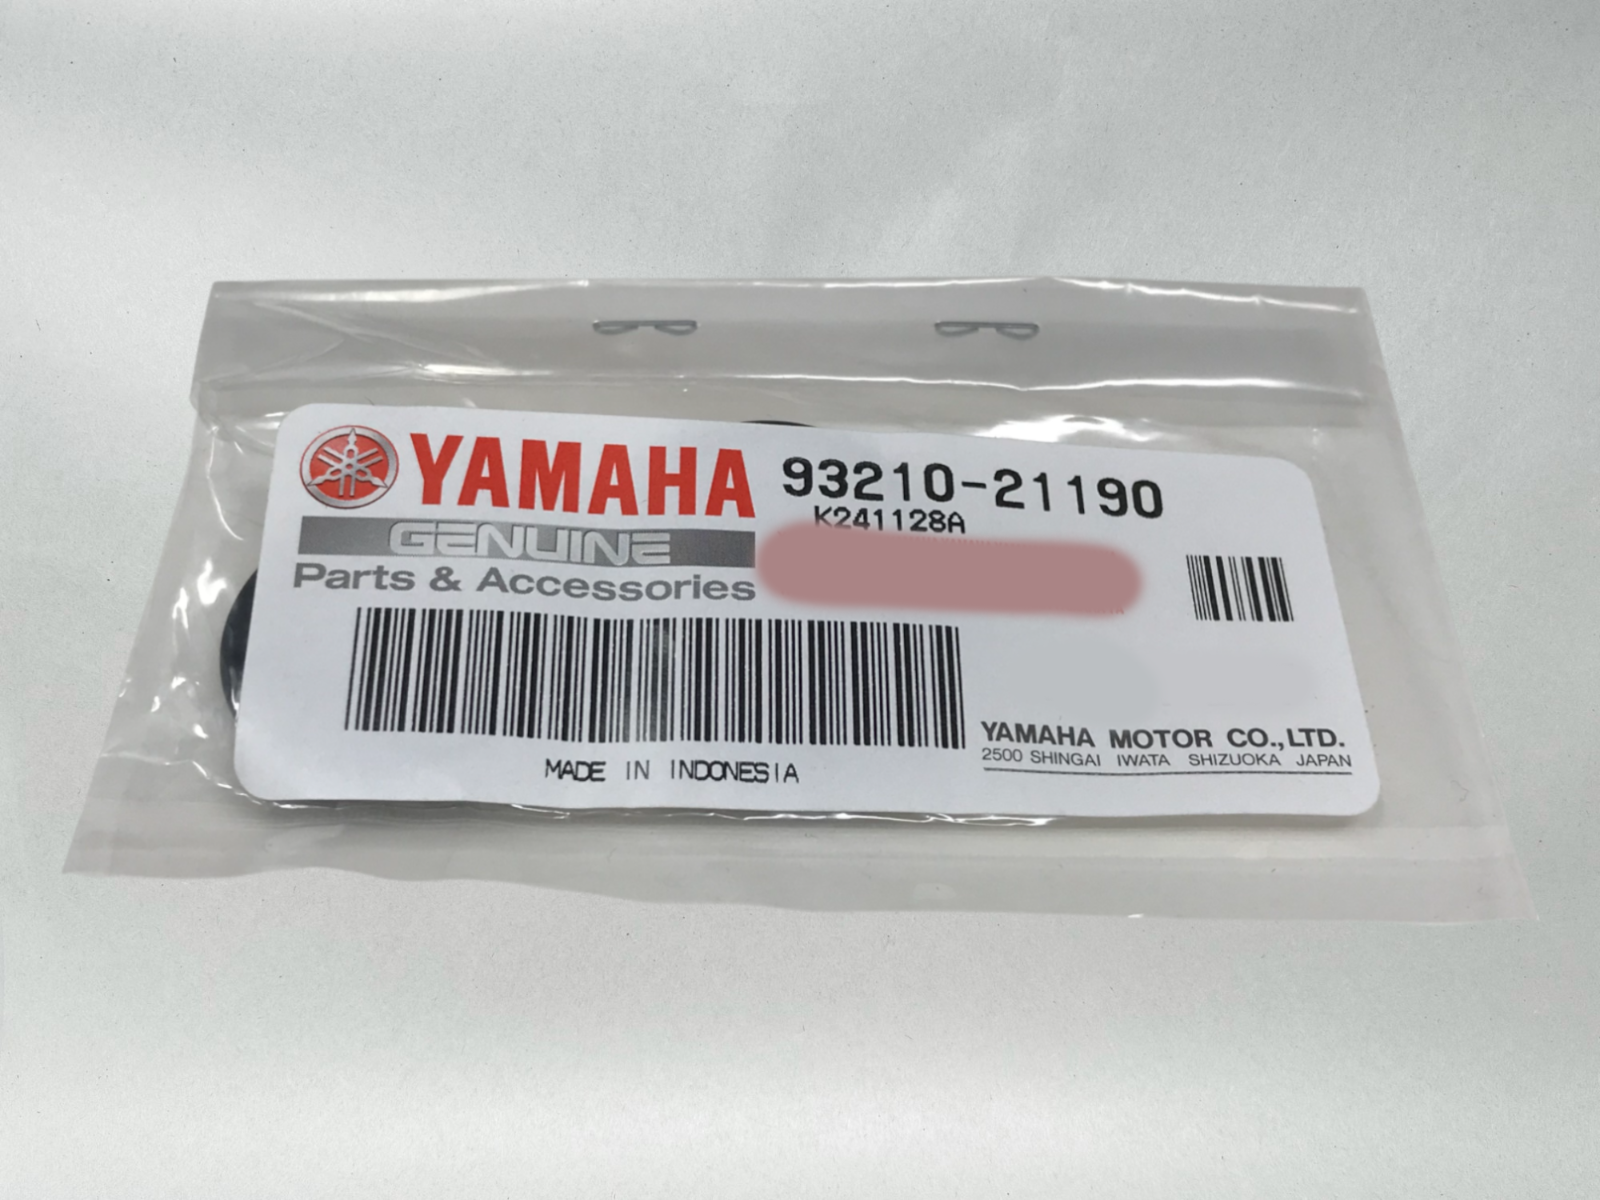 YAMAHA 93210-21190
K241128A
GENUINE
Parts & Accessories
MADE IN INDONESIA
YAMAHA MOTOR CO.,LTD.
2500 SHINGAI IWATA SHIZUOKA JAPAN